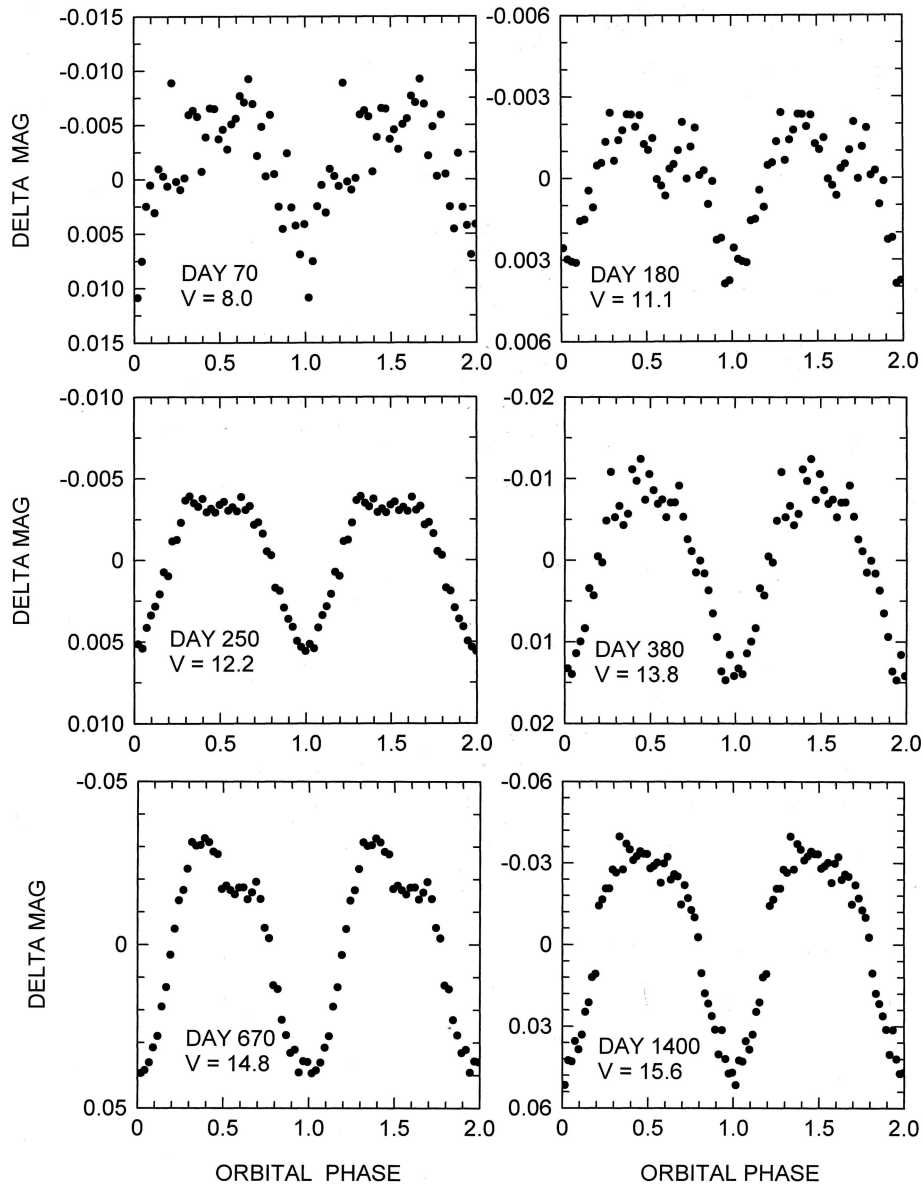 -0.015
-0.010
-0.005
0
0.005
0.010
0.015
DELTA MAG
DAY 70
V = 8.0
0 0.5 1.0 1.5 2.0
-0.006
-0.003
0
0.003
0.006
DAY 180
V = 11.1
0 0.5 1.0 1.5 2.0
-0.010
-0.005
0
0.005
0.010
DELTA MAG
DAY 250
V = 12.2
0 0.5 1.0 1.5 2.0
-0.02
-0.01
0
0.01
0.02
DAY 380
V = 13.8
0 0.5 1.0 1.5 2.0
-0.05
0
0.05
DELTA MAG
DAY 670
V = 14.8
0 0.5 1.0 1.5 2.0
ORBITAL PHASE
-0.06
-0.03
0
0.03
0.06
DAY 1400
V = 15.6
0 0.5 1.0 1.5 2.0
ORBITAL PHASE